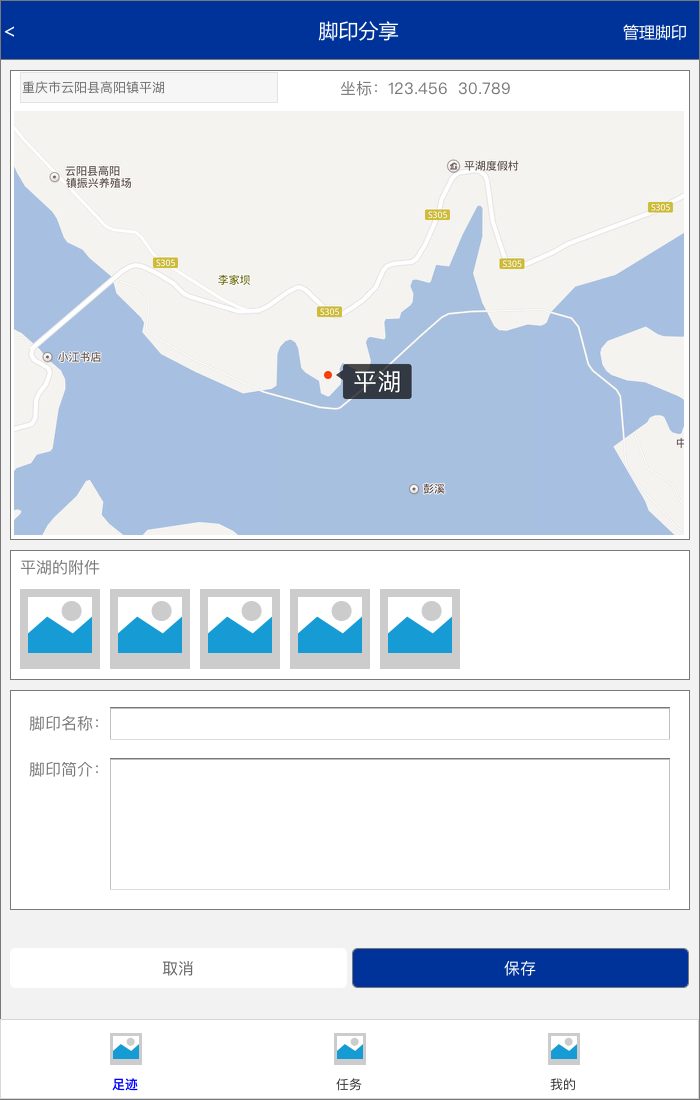 <
脚印分享
管理脚印
重庆市云阳县高阳镇平湖
坐标：123.456 30.789
云阳县高阳
镇振兴养殖场
平湖度假村
S305
S305
S305
S305
S305
李家坝
小江书店
平湖
中
彭溪
平湖的附件
脚印名称：
脚印简介：
取消
保存
足迹
任务
我的